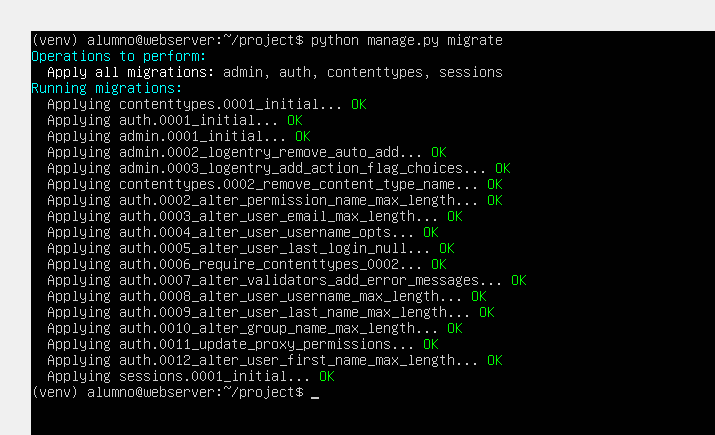 (venv) alumno@webserver:~/project$ python manage.py migrate
Operations to perform:
  Apply all migrations: admin, auth, contenttypes, sessions
Running migrations:
  Applying contenttypes.0001_initial... OK
  Applying auth.0001_initial... OK
  Applying admin.0001_initial... OK
  Applying admin.0002_logentry_remove_auto_add... OK
  Applying admin.0003_logentry_add_action_flag_choices... OK
  Applying contenttypes.0002_remove_content_type_name... OK
  Applying auth.0002_alter_permission_name_max_length... OK
  Applying auth.0003_alter_user_email_max_length... OK
  Applying auth.0004_alter_user_username_opts... OK
  Applying auth.0005_alter_user_last_login_null... OK
  Applying auth.0006_require_contenttypes_0002... OK
  Applying auth.0007_alter_validators_add_error_messages... OK
  Applying auth.0008_alter_user_username_max_length... OK
  Applying auth.0009_alter_user_last_name_max_length... OK
  Applying auth.0010_alter_group_name_max_length... OK
  Applying auth.0011_update_proxy_permissions... OK
  Applying auth.0012_alter_user_first_name_max_length... OK
  Applying sessions.0001_initial... OK
(venv) alumno@webserver:~/project$ _